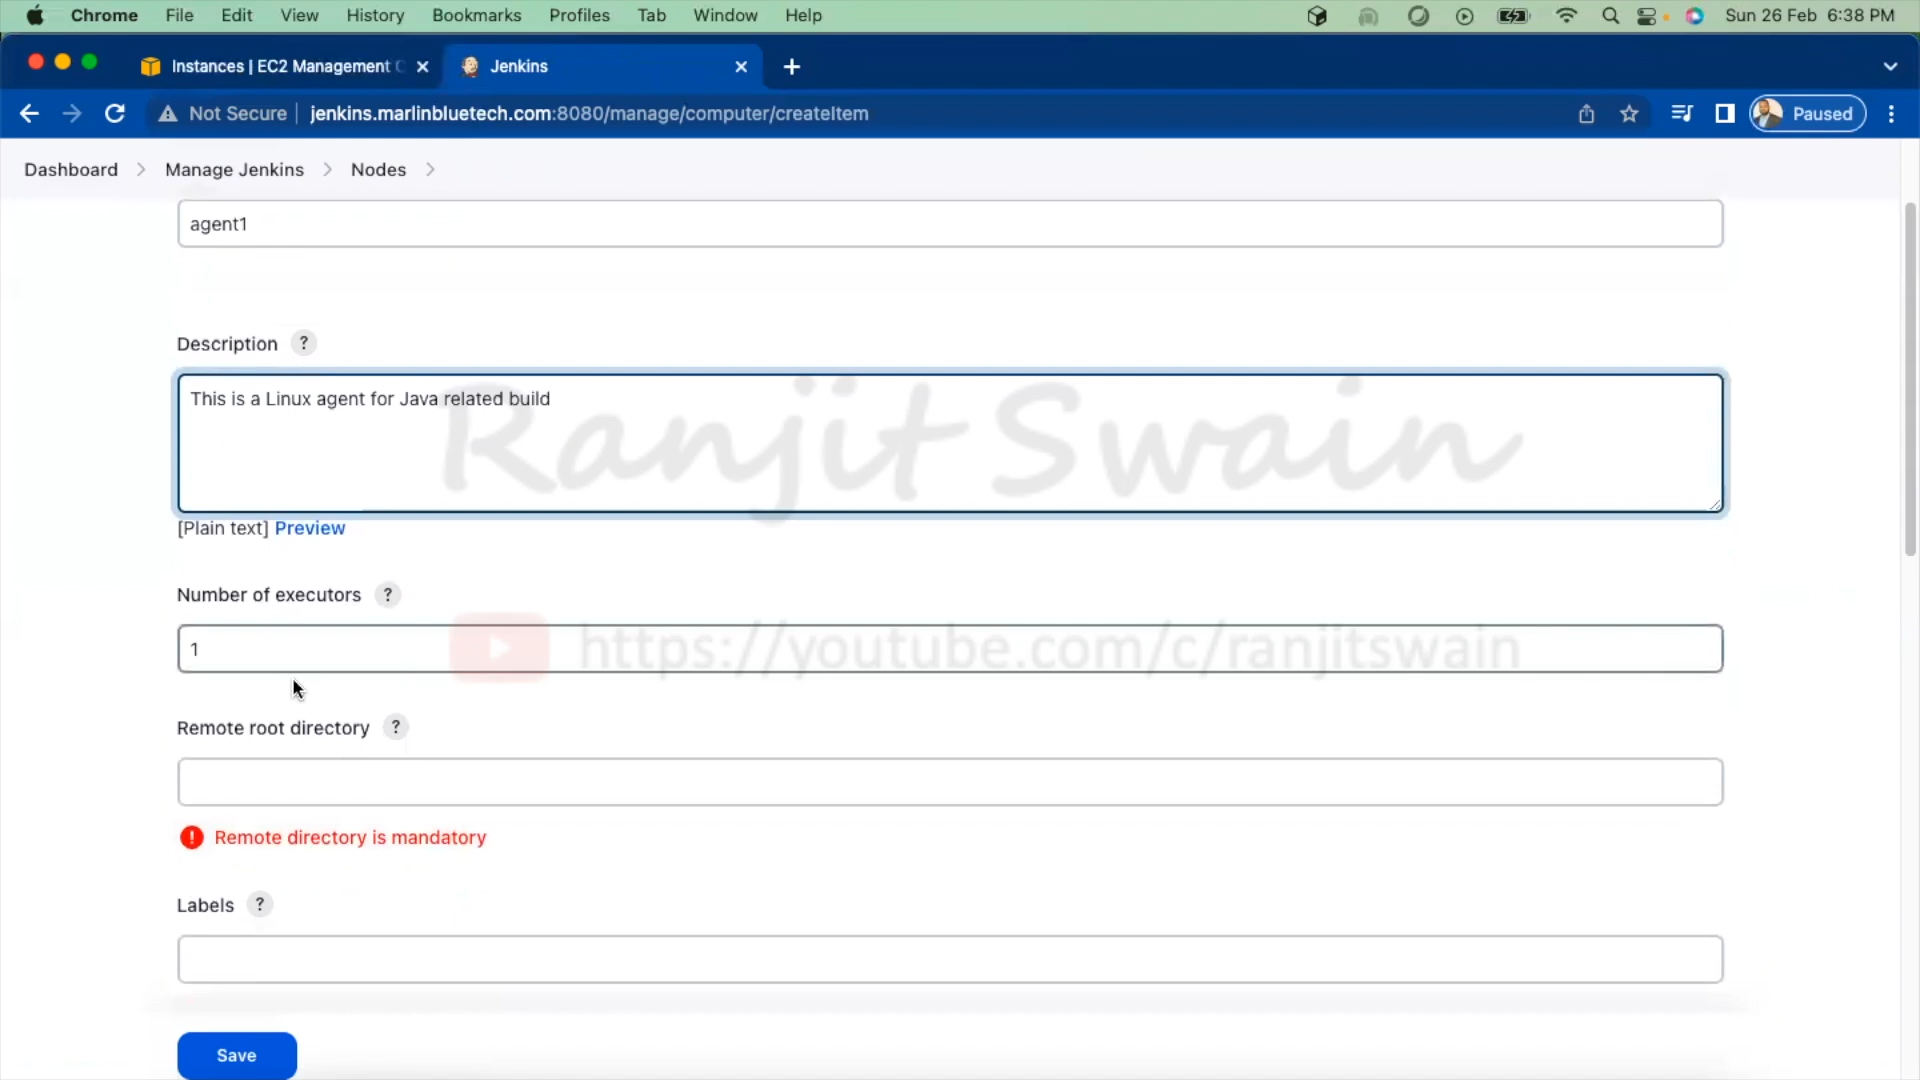 Chrome File Edit View History Bookmarks Profiles Tab Window Help Sun 26 Feb 6:38 PM
Instances | EC2 Management C Jenkins
Not Secure jenkins.marlinbluetech.com:8080/manage/computer/createItem Paused
Dashboard Manage Jenkins Nodes
agent1
Description ?
This is a Linux agent for Java related build
Ranjit Swain
[Plain text] Preview
Number of executors ?
1
https://youtube.com/c/ranjitswain
Remote root directory ?
Remote directory is mandatory
Labels ?
Save